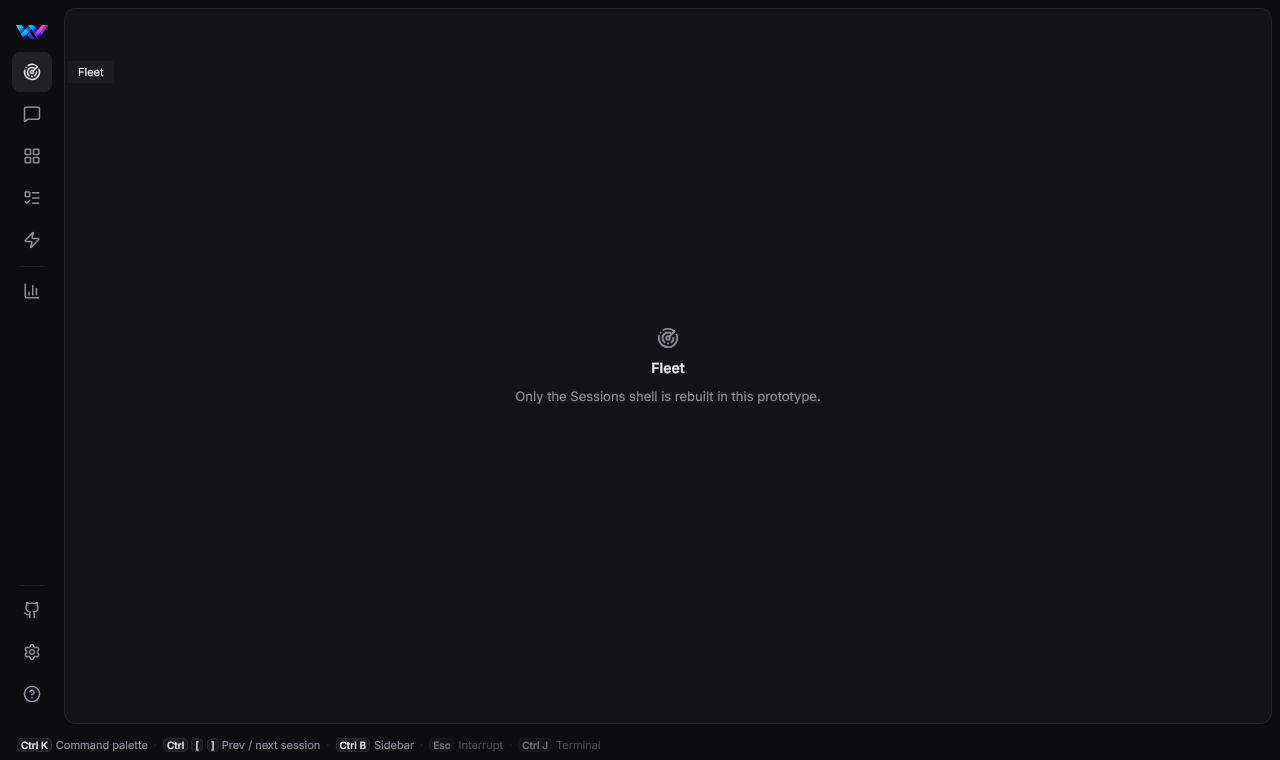 Fleet
Fleet
Only the Sessions shell is rebuilt in this prototype.
Ctrl K Command palette · Ctrl [ ] Prev / next session · Ctrl B Sidebar · Esc Interrupt · Ctrl J Terminal